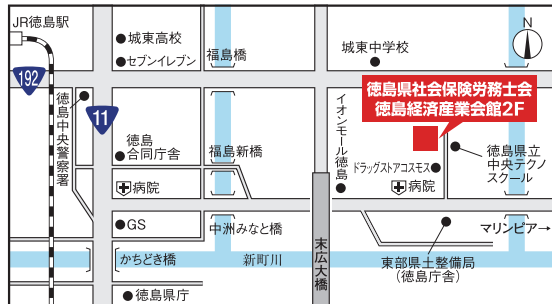 JR徳島駅
192
11
徳島中央警察署
城東高校
セブンイレブン
福島橋
城東中学校
N
徳島県社会保険労務士会
徳島経済産業会館2F
徳島
合同庁舎
福島新橋
イオンモール徳島
ドラッグストアコスモス
徳島県立
中央テクノ
スクール
病院
病院
GS
中洲みなと橋
末広大橋
マリンピア→
かちどき橋
新町川
東部県土整備局
(徳島庁舎)
徳島県庁